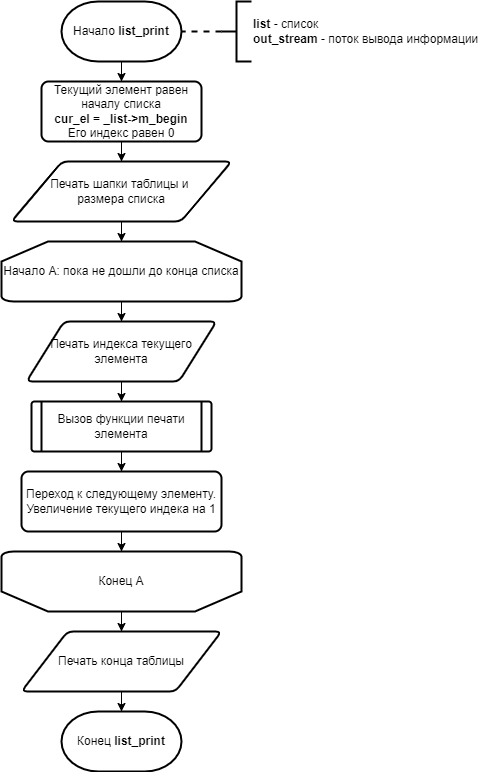 Начало list_print
list - список
out_stream - поток вывода информации
Текущий элемент равен
началу списка
cur_el = _list->m_begin
Его индекс равен 0
Печать шапки таблицы и
размера списка
Начало А: пока не дошли до конца списка
Печать индекса текущего
элемента
Вызов функции печати
элемента
Переход к следующему элементу.
Увеличение текущего индека на 1
Конец А
Печать конца таблицы
Конец list_print